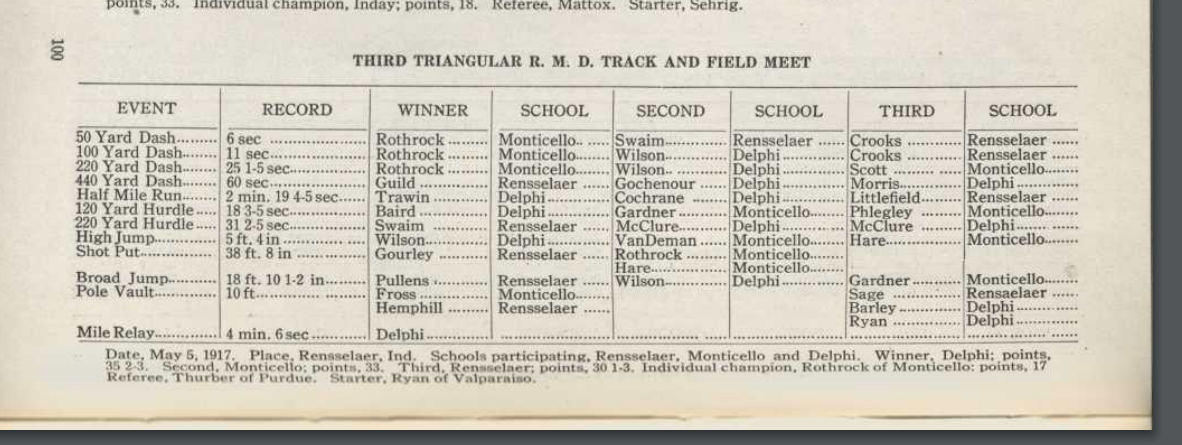 points, 33. Individual champion, Inday; points, 18. Referee, Mattox. Starter, Sehrig.
100
THIRD TRIANGULAR R. M. D. TRACK AND FIELD MEET
EVENT RECORD WINNER SCHOOL SECOND SCHOOL THIRD SCHOOL
50 Yard Dash 6 sec Rothrock Monticello Swaim Rensselaer Crooks Rensselaer
100 Yard Dash 11 sec Rothrock Monticello Wilson Delphi Crooks Rensselaer
220 Yard Dash 25 1-5 sec Rothrock Monticello Wilson Delphi Scott Monticello
440 Yard Dash 60 sec Guild Rensselaer Gochenour Delphi Morris Delphi
Half Mile Run 2 min. 19 4-5 sec Trawin Delphi Cochrane Delphi Littlefield Rensselaer
120 Yard Hurdle 18 3-5 sec Baird Delphi Gardner Monticello Phlegley Monticello
220 Yard Hurdle 31 2-5 sec Swaim Rensselaer McClure Delphi McClure Delphi
High Jump 5 ft. 4 in Wilson Delphi VanDeman Monticello Hare Monticello
Shot Put 38 ft. 8 in Gourley Rensselaer Rothrock Monticello
Hare Monticello
Broad Jump 18 ft. 10 1-2 in Pullens Rensselaer Wilson Delphi Gardner Monticello
Pole Vault 10 ft Fross Monticello Sage Rensaelaer
Hemphill Rensselaer Barley Delphi
Ryan Delphi
Mile Relay 4 min. 6 sec Delphi
Date, May 5, 1917. Place, Rensselaer, Ind. Schools participating, Rensselaer, Monticello and Delphi. Winner, Delphi; points,
35 2-3. Second, Monticello; points, 33. Third, Rensselaer; points, 30 1-3. Individual champion, Rothrock of Monticello: points, 17
Referee, Thurber of Purdue. Starter, Ryan of Valparaiso.